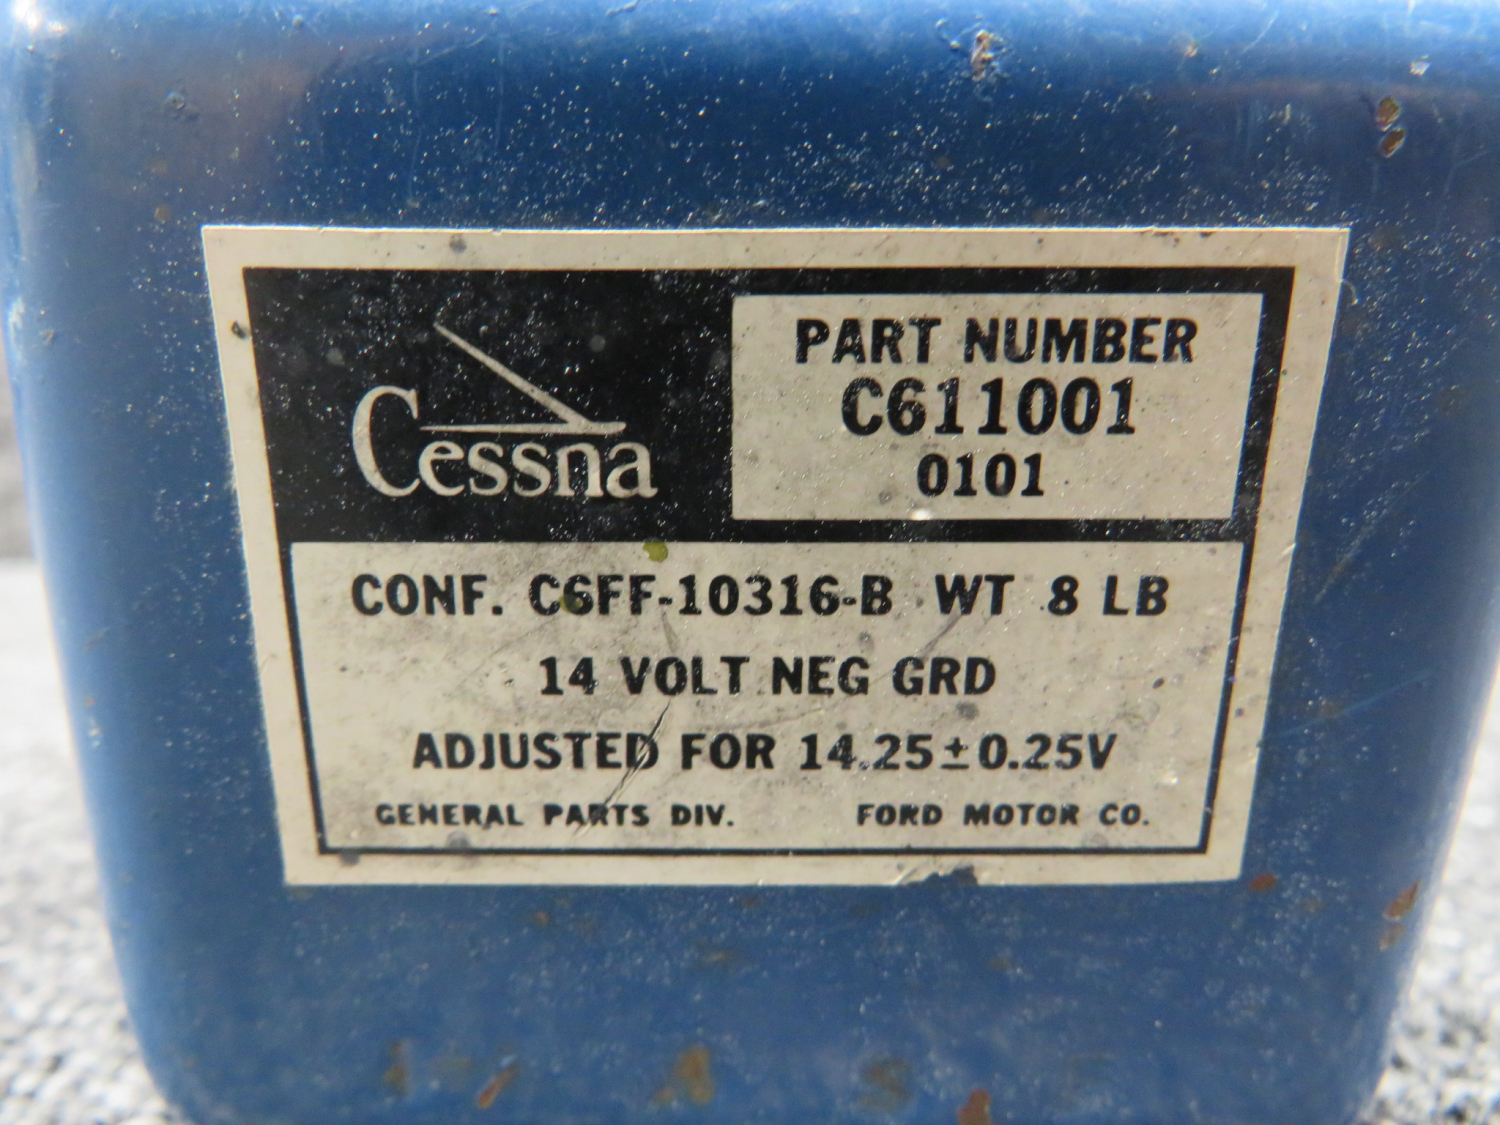 Cessna
PART NUMBER
C611001
0101
CONF. C6FF-10316-B WT .8 LB
14 VOLT NEG GRD
ADJUSTED FOR 14.25±0.25V
GENERAL PARTS DIV. FORD MOTOR CO.